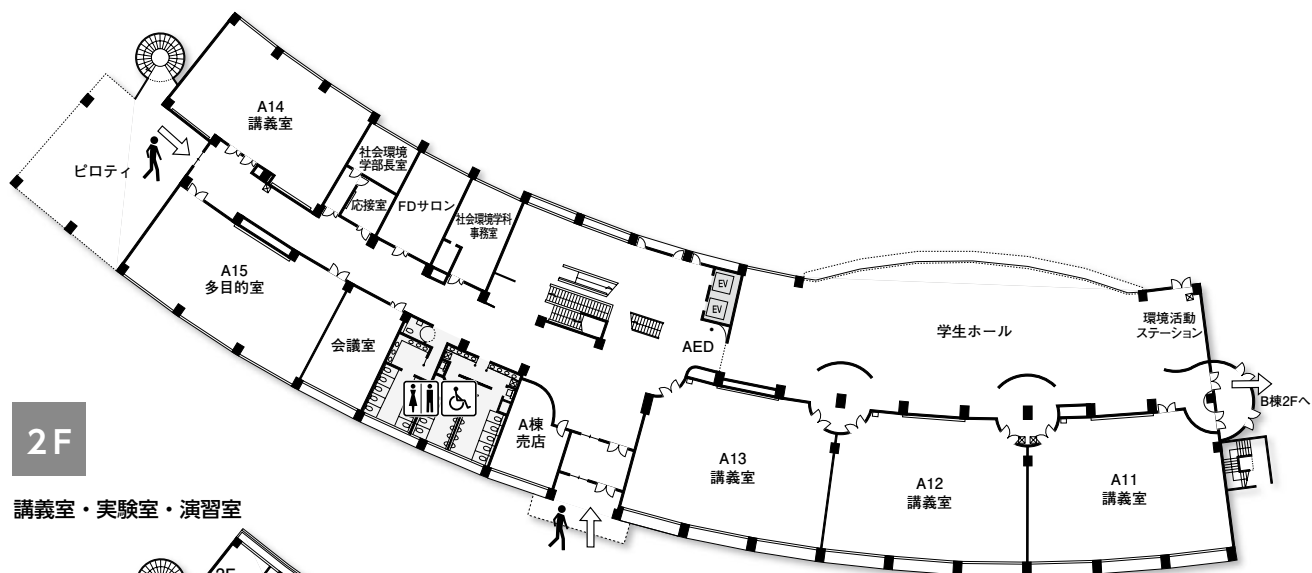 A14
講義室
ピロティ
社会環境
学部長室
応接室
FDサロン
社会環境学科
事務室
A15
多目的室
会議室
EV
EV
AED
学生ホール
環境活動
ステーション
B棟2Fへ
A棟
売店
A13
講義室
A12
講義室
A11
講義室
2F
講義室・実験室・演習室